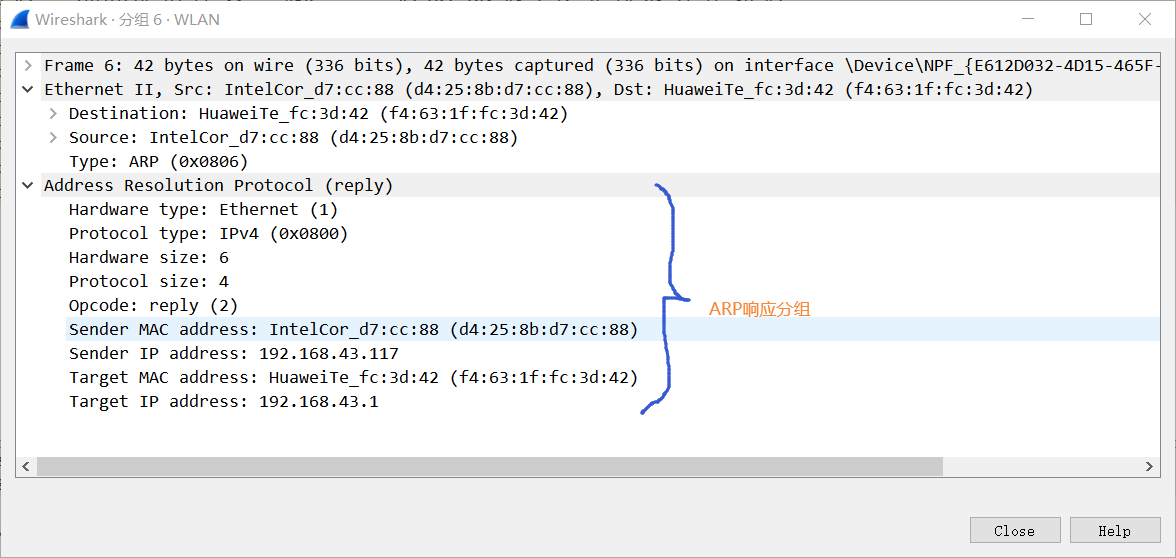 Wireshark · 分组 6 · WLAN
Frame 6: 42 bytes on wire (336 bits), 42 bytes captured (336 bits) on interface \Device\NPF_{E612D032-4D15-465F-
Ethernet II, Src: IntelCor_d7:cc:88 (d4:25:8b:d7:cc:88), Dst: HuaweiTe_fc:3d:42 (f4:63:1f:fc:3d:42)
Destination: HuaweiTe_fc:3d:42 (f4:63:1f:fc:3d:42)
Source: IntelCor_d7:cc:88 (d4:25:8b:d7:cc:88)
Type: ARP (0x0806)
Address Resolution Protocol (reply)
Hardware type: Ethernet (1)
Protocol type: IPv4 (0x0800)
Hardware size: 6
Protocol size: 4
Opcode: reply (2)
ARP响应分组
Sender MAC address: IntelCor_d7:cc:88 (d4:25:8b:d7:cc:88)
Sender IP address: 192.168.43.117
Target MAC address: HuaweiTe_fc:3d:42 (f4:63:1f:fc:3d:42)
Target IP address: 192.168.43.1
Close
Help